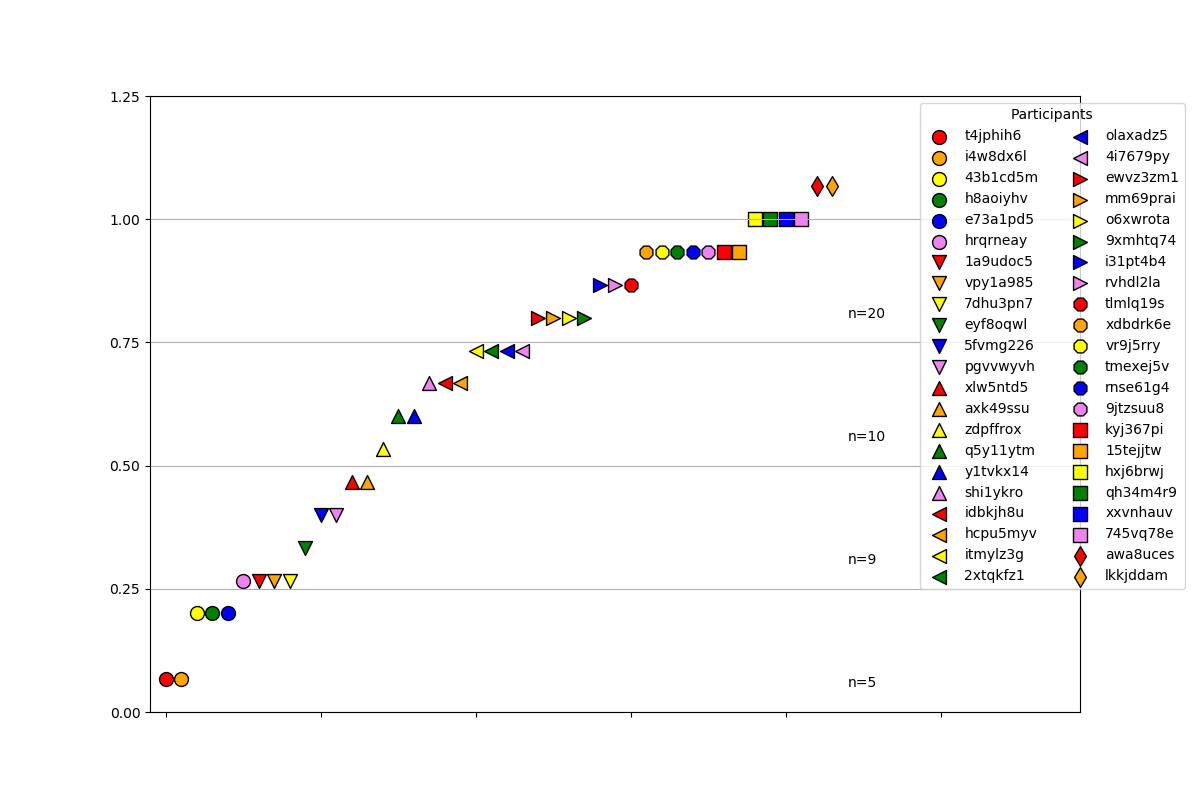 1.25
1.00
0.75
0.50
0.25
0.00
n=20
n=10
n=9
n=5
Participants
t4jphih6
i4w8dx6l
43b1cd5m
h8aoiyhv
e73a1pd5
hrqrneay
1a9udoc5
vpy1a985
7dhu3pn7
eyf8oqwl
5fvmg226
pgvvwyvh
xlw5ntd5
axk49ssu
zdpffrox
q5y11ytm
y1tvkx14
shi1ykro
idbkjh8u
hcpu5myv
itmylz3g
2xtqkfz1
olaxadz5
4i7679py
ewvz3zm1
mm69prai
o6xwrota
9xmhtq74
i31pt4b4
rvhdl2la
tlmlq19s
xdbdrk6e
vr9j5rry
tmexej5v
rnse61g4
9jtzsuu8
kyj367pi
15tejjtw
hxj6brwj
qh34m4r9
xxvnhauv
745vq78e
awa8uces
lkkjddam